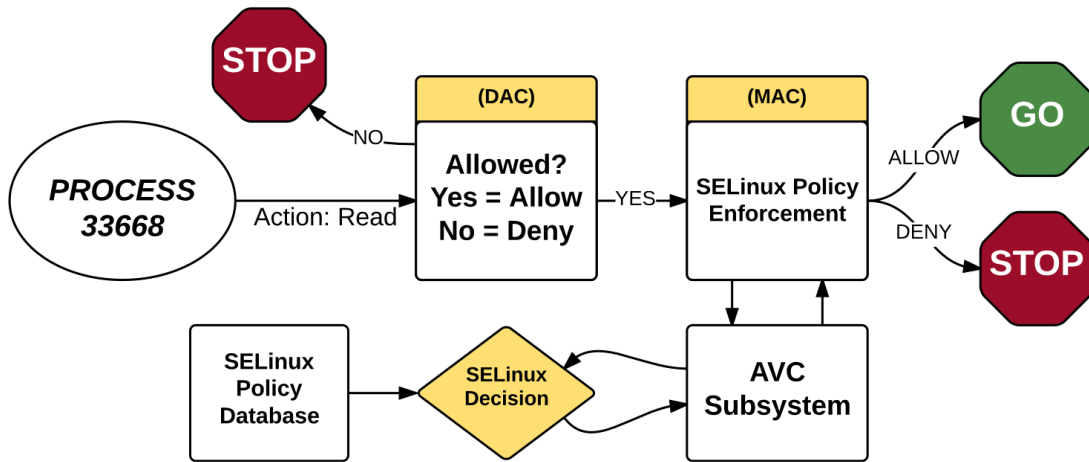 STOP
(DAC)
(MAC)
GO
NO
Allowed?
Yes = Allow
No = Deny
PROCESS
33668
Action: Read
YES
SELinux Policy
Enforcement
ALLOW
DENY
STOP
SELinux
Policy
Database
SELinux
Decision
AVC
Subsystem